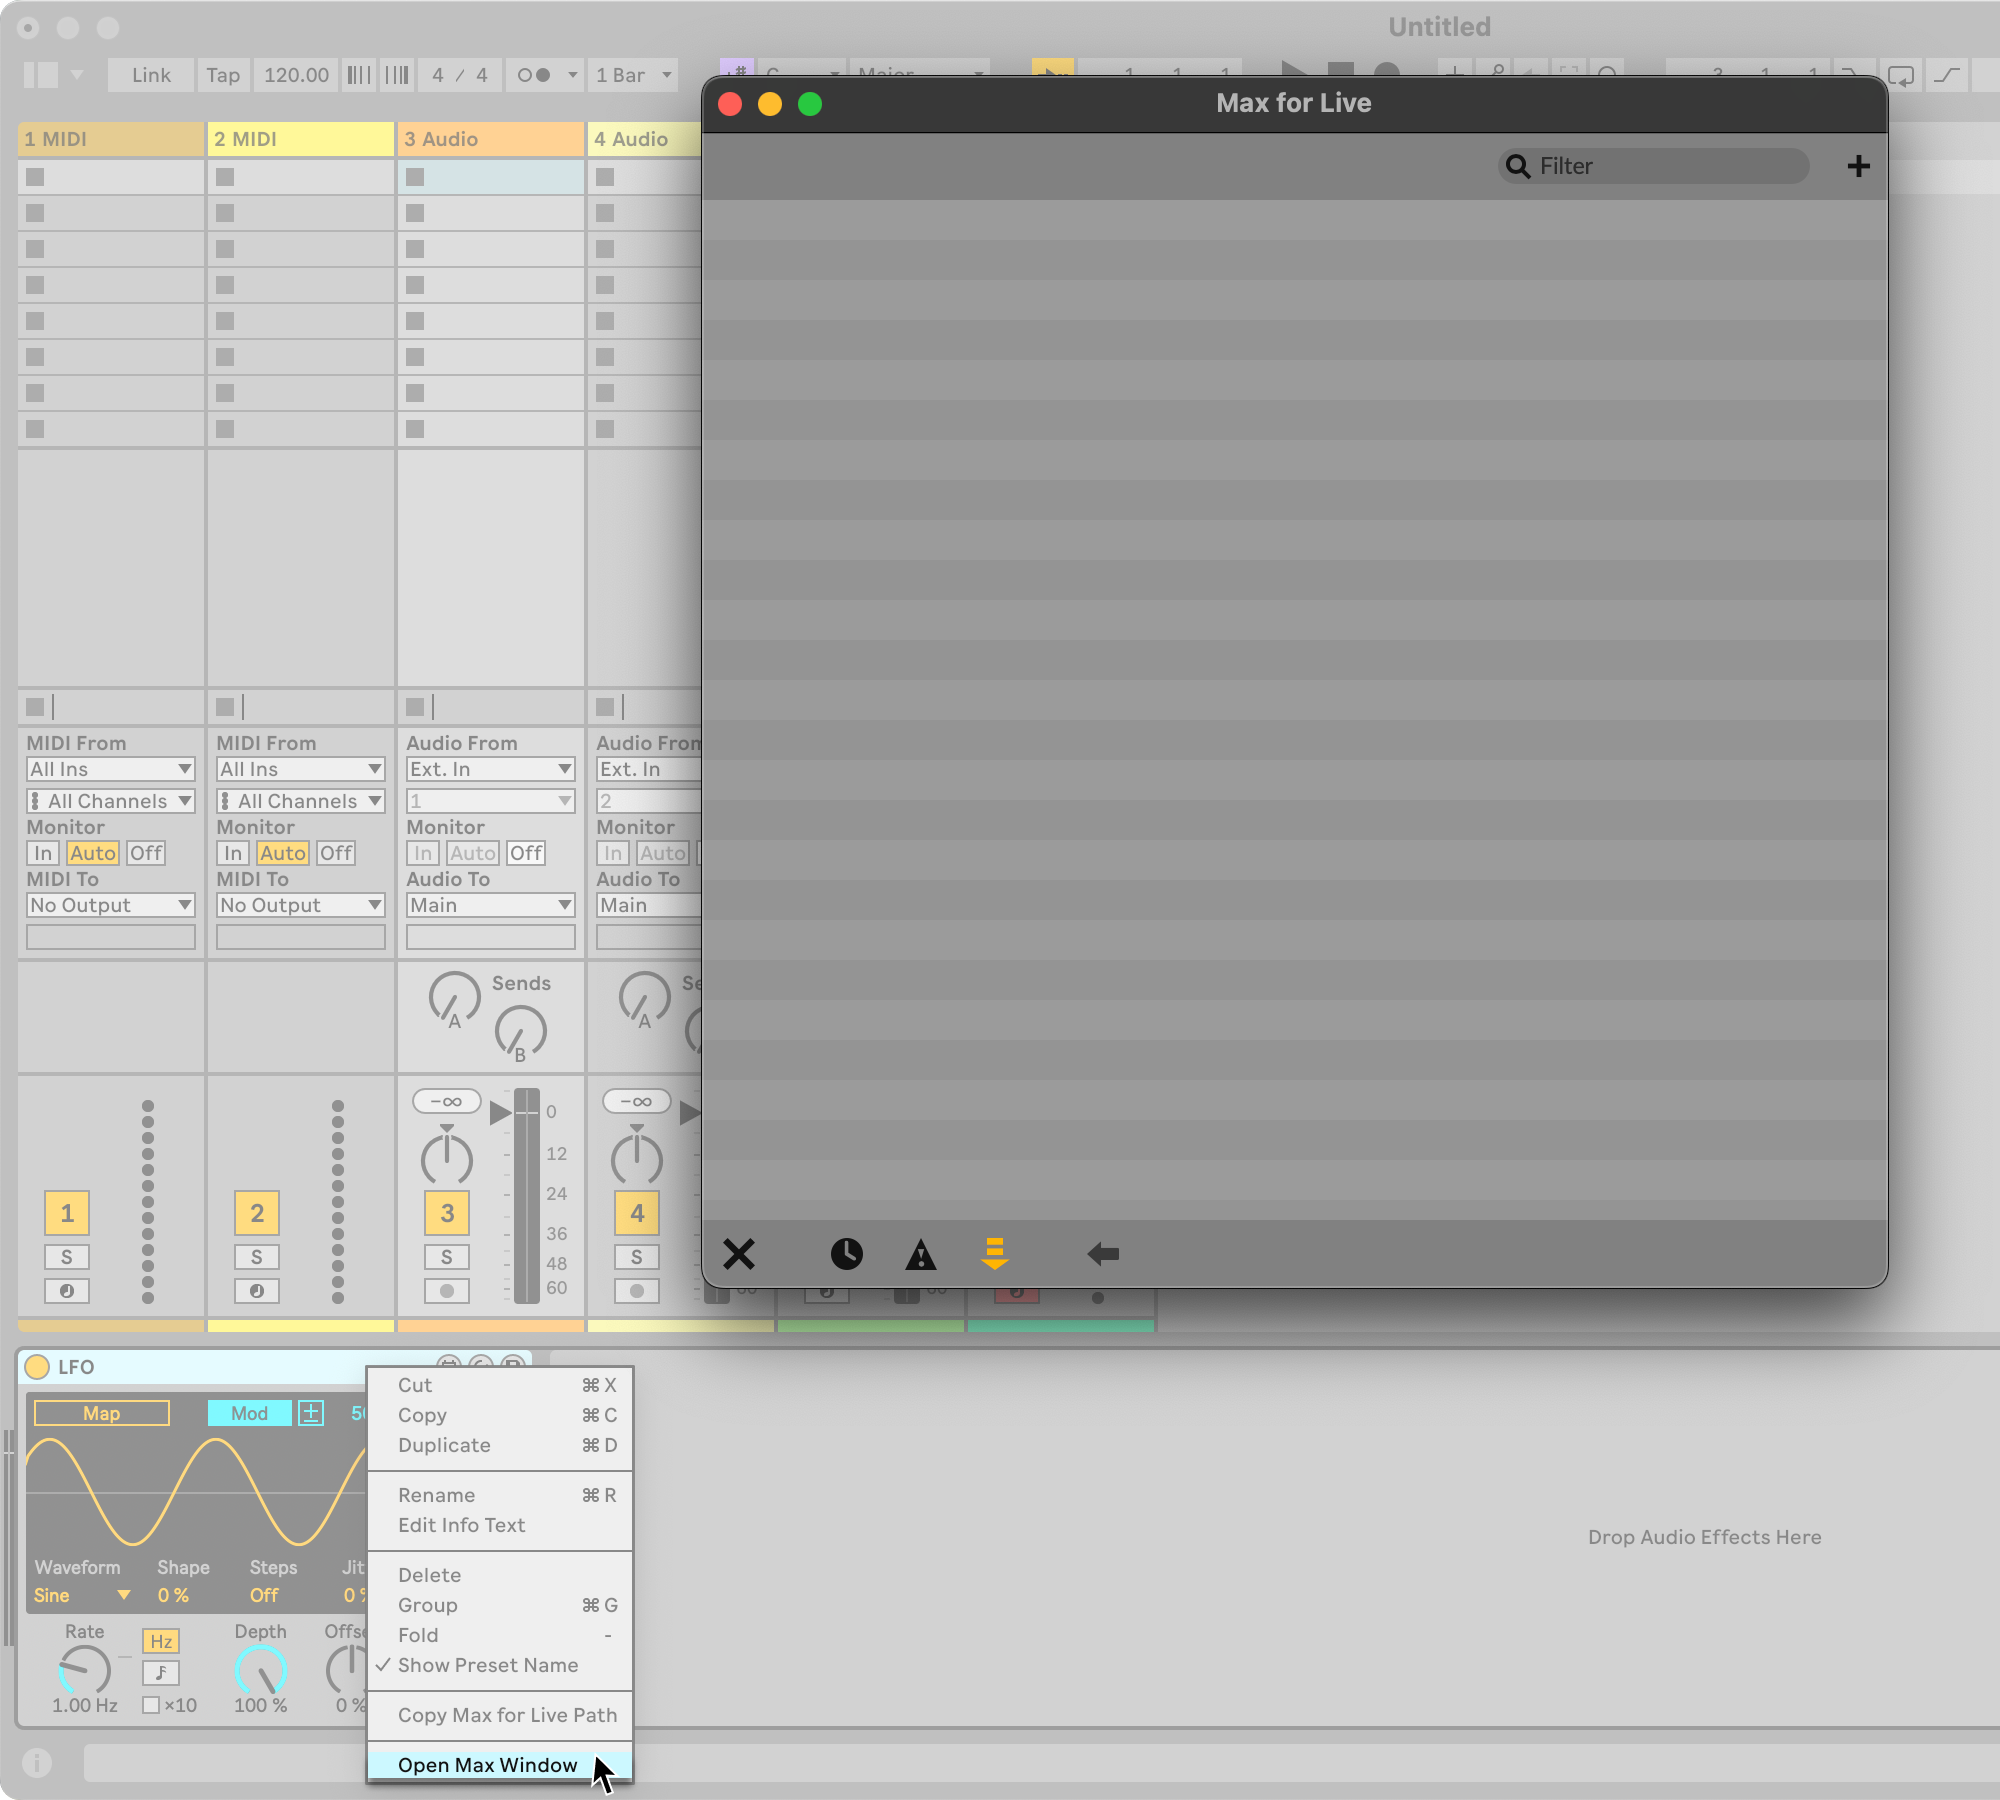 Untitled
Link Tap 120.00 4 / 4 1 Bar
1 MIDI 2 MIDI 3 Audio 4 Audio
Max for Live
Filter
MIDI From MIDI From Audio From Audio From
All Ins All Ins Ext. In Ext. In
All Channels All Channels 1 2
Monitor Monitor Monitor Monitor
In Auto Off In Auto Off In Auto Off In Auto
MIDI To MIDI To Audio To Audio To
No Output No Output Main Main
Sends Se
A A
B
-∞ -∞
0
12
24
1 2 3 4
36
S S S S
48
60
LFO
Map Mod ±
Waveform Shape Steps Jit
Sine 0 % Off 0 %
Rate Hz Depth Offse
1.00 Hz ×10 100 % 0 %
Cut ⌘ X
Copy ⌘ C
Duplicate ⌘ D
Rename ⌘ R
Edit Info Text
Delete
Group ⌘ G
Fold -
✓ Show Preset Name
Copy Max for Live Path
Open Max Window
Drop Audio Effects Here